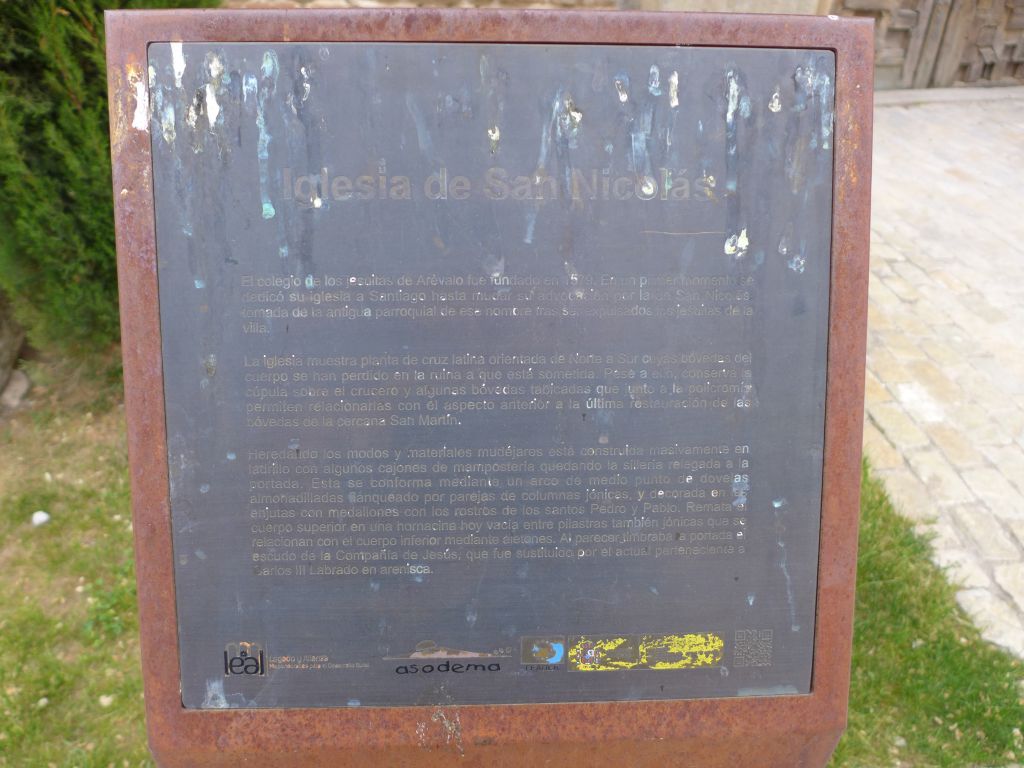 Iglesia de San Nicolás
El colegio de los jesuitas de Arévalo fue fundado en 1579. En un primer momento se
dedicó su iglesia a Santiago hasta mudar su advocación por la de San Nicolás
tomada de la antigua parroquial de ese nombre tras ser expulsados los jesuitas de la
villa.
La iglesia muestra planta de cruz latina orientada de Norte a Sur cuyas bóvedas del
cuerpo se han perdido en la ruina a que está sometida. Pese a ello, conserva la
cúpula sobre el crucero y algunas bóvedas tabicadas que junto a la policromía
permiten relacionarlas con el aspecto anterior a la última restauración de las
bóvedas de la cercana San Martín.
Heredando los modos y materiales mudéjares está construida masivamente en
ladrillo con algunos cajones de mampostería quedando la sillería relegada a la
portada. Esta se conforma mediante un arco de medio punto de dovelas
almohadilladas flanqueado por parejas de columnas jónicas, y decorada en las
enjutas con medallones con los rostros de los santos Pedro y Pablo. Remata el
cuerpo superior en una hornacina hoy vacía entre pilastras también jónicas que se
relacionan con el cuerpo inferior mediante aletones. Al parecer timbraba la portada el
escudo de la Compañía de Jesús, que fue sustituido por el actual perteneciente a
Carlos III Labrado en arenisca.
leal
asodema